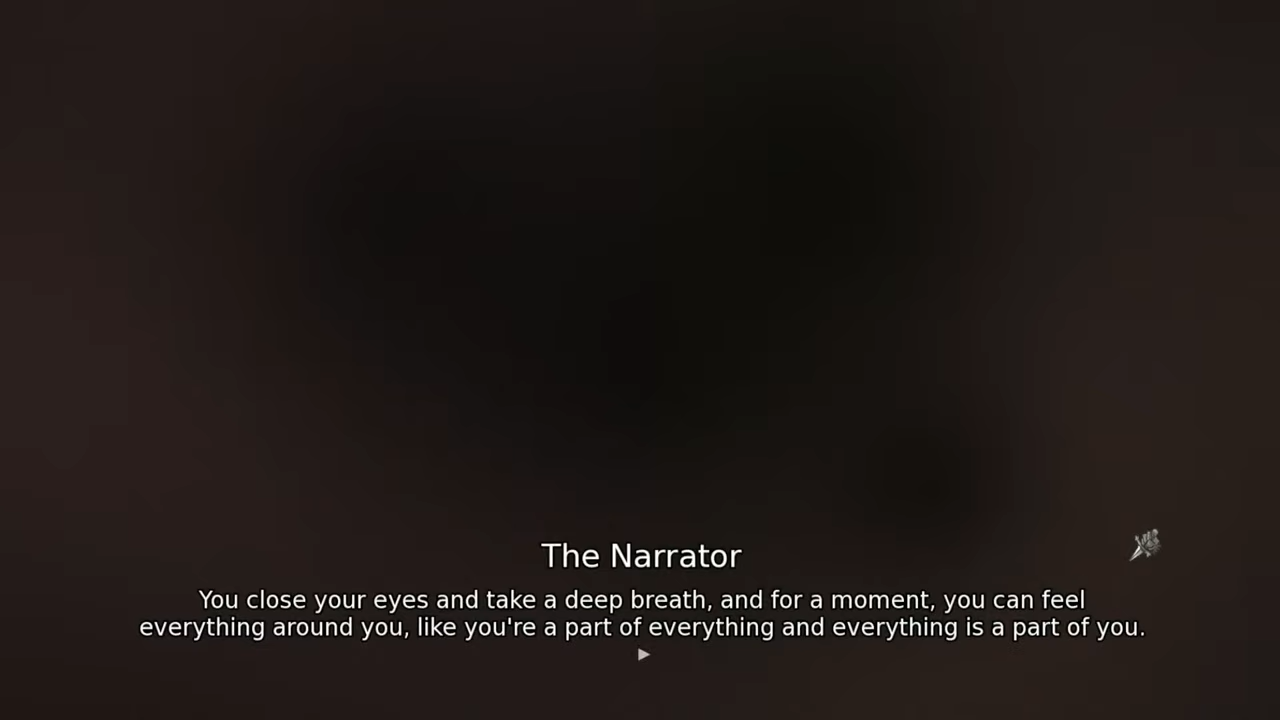 The Narrator
You close your eyes and take a deep breath, and for a moment, you can feel
everything around you, like you're a part of everything and everything is a part of you.